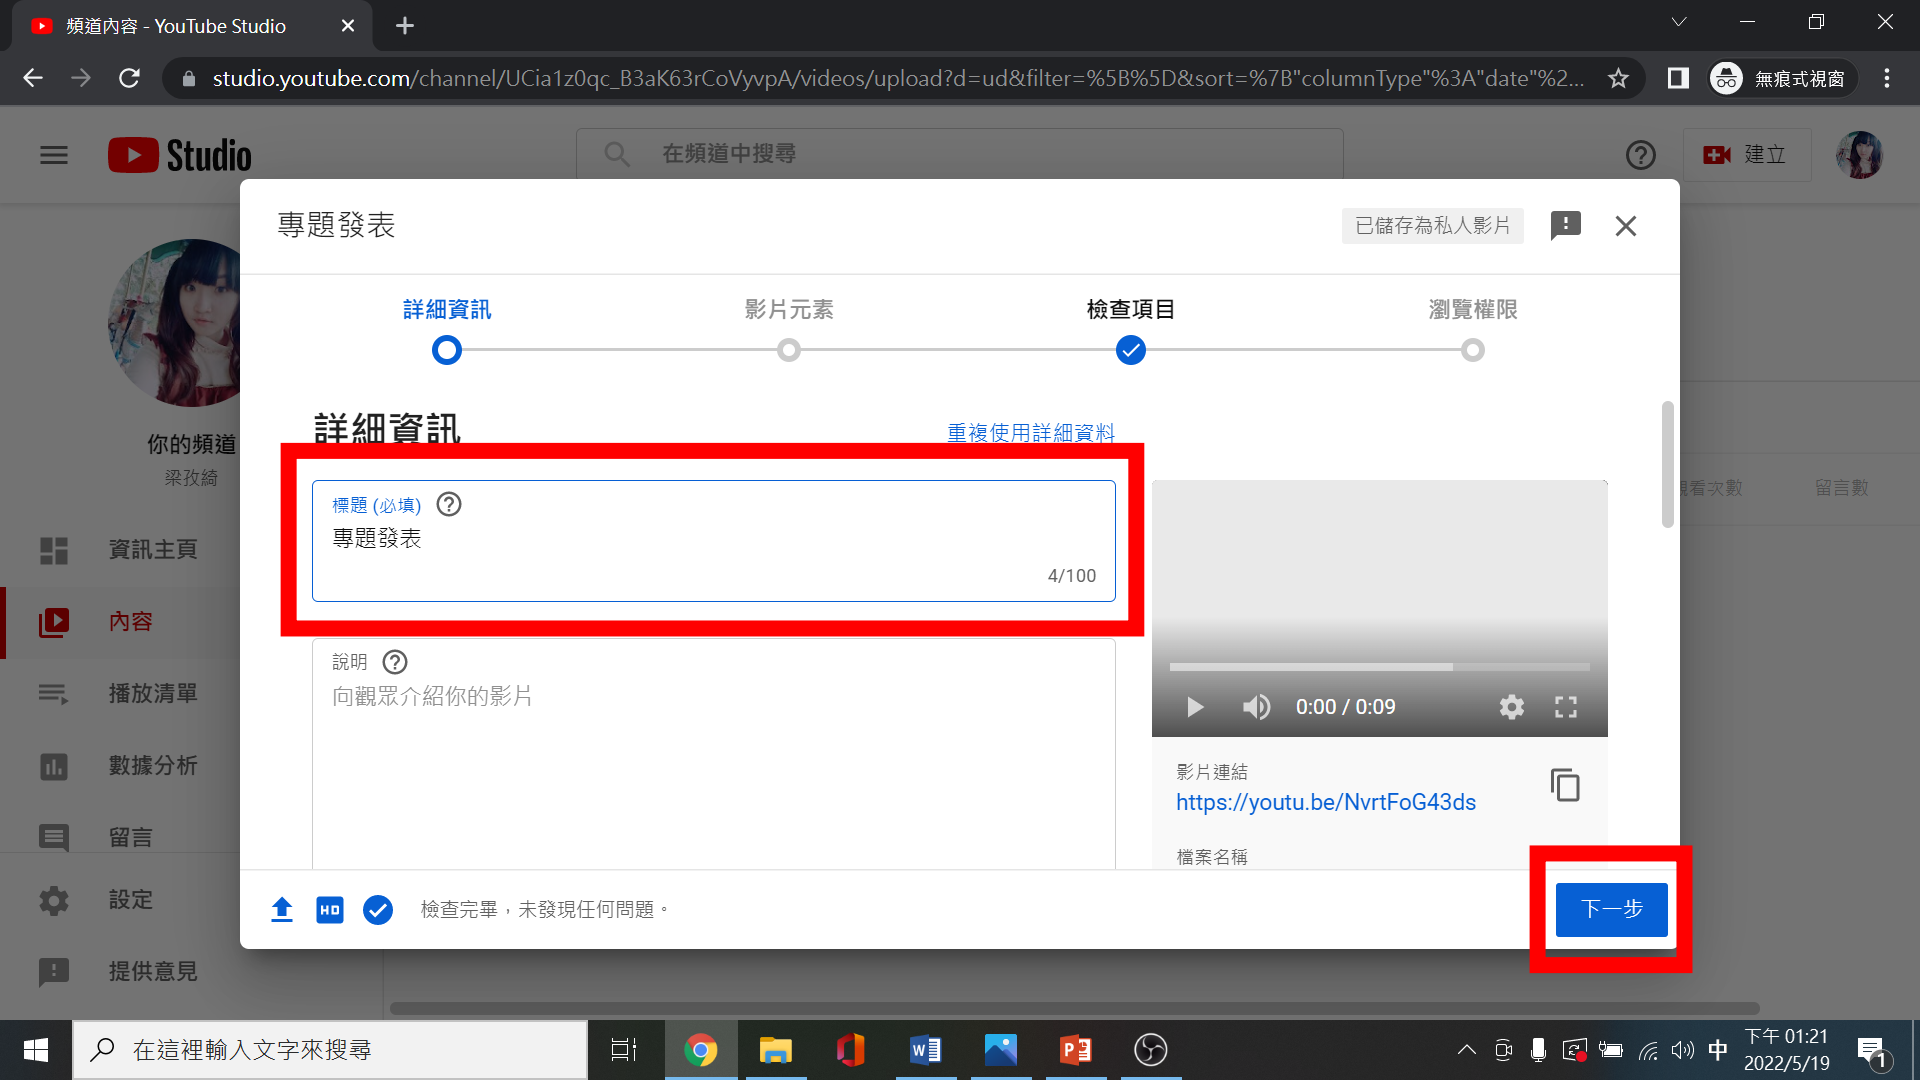 頻道內容 - YouTube Studio
studio.youtube.com/channel/UCia1z0qc_B3aK63rCoVyvpA/videos/upload?d=ud&filter=%5B%5D&sort=%7B"columnType"%3A"date"%2...
無痕式視窗
Studio
在頻道中搜尋
建立
專題發表
已儲存為私人影片
詳細資訊
影片元素
檢查項目
瀏覽權限
你的頻道
梁孜綺
詳細資訊
重複使用詳細資料
標題 (必填)
專題發表
4/100
說明
向觀眾介紹你的影片
0:00 / 0:09
影片連結
https://youtu.be/NvrtFoG43ds
檔案名稱
觀看次數
留言數
資訊主頁
內容
播放清單
數據分析
留言
設定
提供意見
HD
檢查完畢，未發現任何問題。
下一步
在這裡輸入文字來搜尋
中
下午 01:21
2022/5/19
1